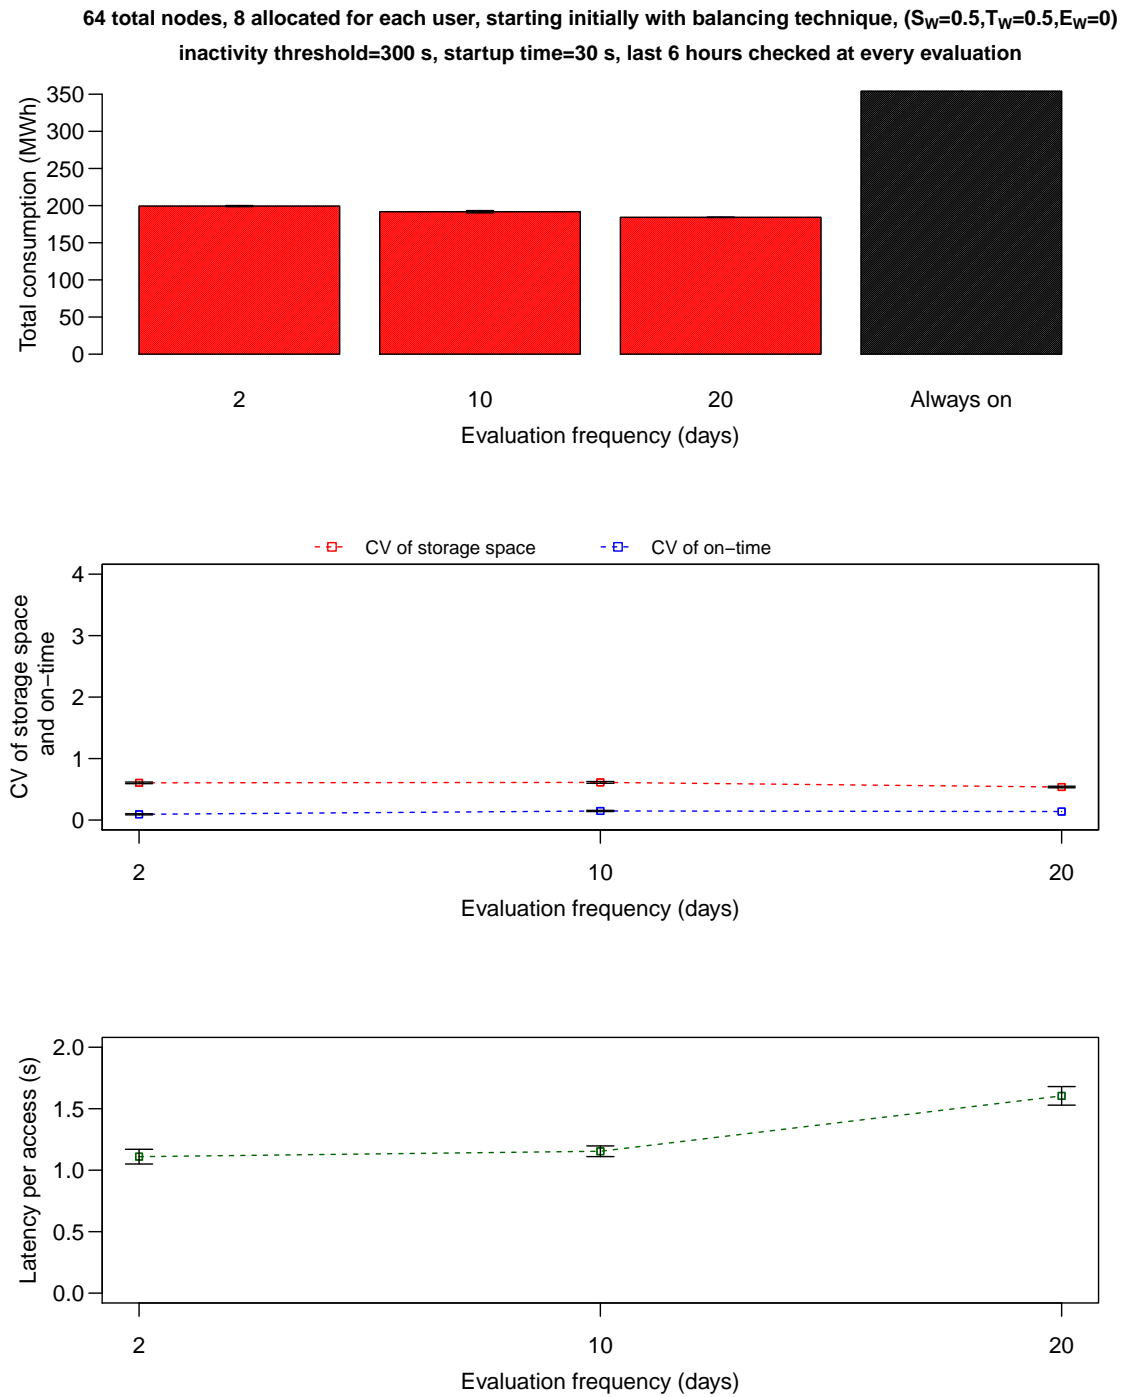 64 total nodes, 8 allocated for each user, starting initially with balancing technique, (SW=0.5,TW=0.5,EW=0)
inactivity threshold=300 s, startup time=30 s, last 6 hours checked at every evaluation
Total consumption (MWh)
350
300
250
200
150
100
50
0
2 10 20 Always on
Evaluation frequency (days)
CV of storage space CV of on−time
CV of storage space
and on−time
4
3
2
1
0
2 10 20
Evaluation frequency (days)
Latency per access (s)
2.0
1.5
1.0
0.5
0.0
2 10 20
Evaluation frequency (days)